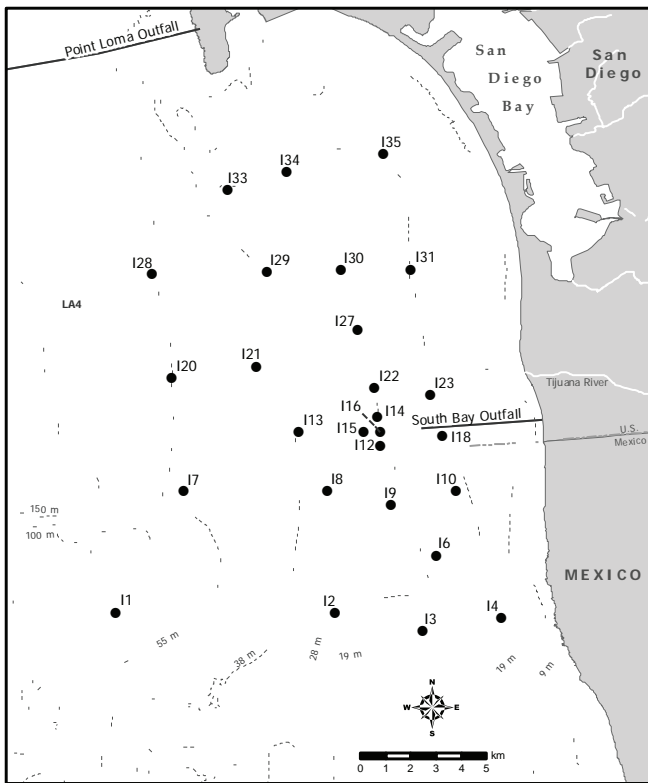 Point Loma Outfall
San
Diego
Bay
San
Diego
I35
I34
I33
I28
I29
I30
I31
LA4
I27
I20
I21
I22
I23
Tijuana River
I16
I14
South Bay Outfall
I13
I15
I18
U.S.
Mexico
I12
I7
I8
I9
I10
150 m
100 m
I6
MEXICO
I1
I2
I3
I4
55 m
38 m
28 m
19 m
19 m
9 m
N
W
E
S
km
0 1 2 3 4 5